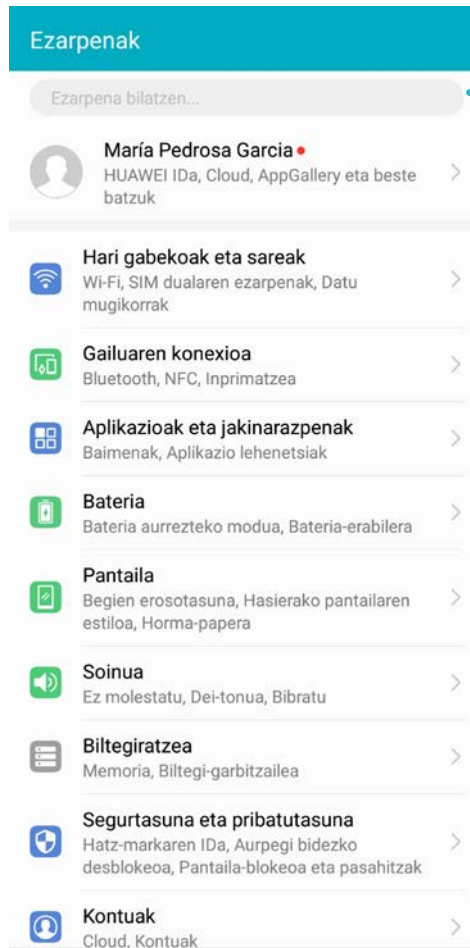 Ezarpenak
Ezarpena bilatzen...
María Pedrosa Garcia
HUAWEI IDa, Cloud, AppGallery eta beste
batzuk
Hari gabekoak eta sareak
Wi-Fi, SIM dualaren ezarpenak, Datu
mugikorrak
Gailuaren konexioa
Bluetooth, NFC, Inprimatzea
Aplikazioak eta jakinarazpenak
Baimenak, Aplikazio lehenetsiak
Bateria
Bateria aurrezteko modua, Bateria-erabilera
Pantaila
Begien erosotasuna, Hasierako pantailaren
estiloa, Horma-papera
Soinua
Ez molestatu, Dei-tonua, Bibratu
Biltegiratzea
Memoria, Biltegi-garbitzailea
Segurtasuna eta pribatutasuna
Hatz-markaren IDa, Aurpegi bidezko
desblokeoa, Pantaila-blokeoa eta pasahitzak
Kontuak
Cloud, Kontuak